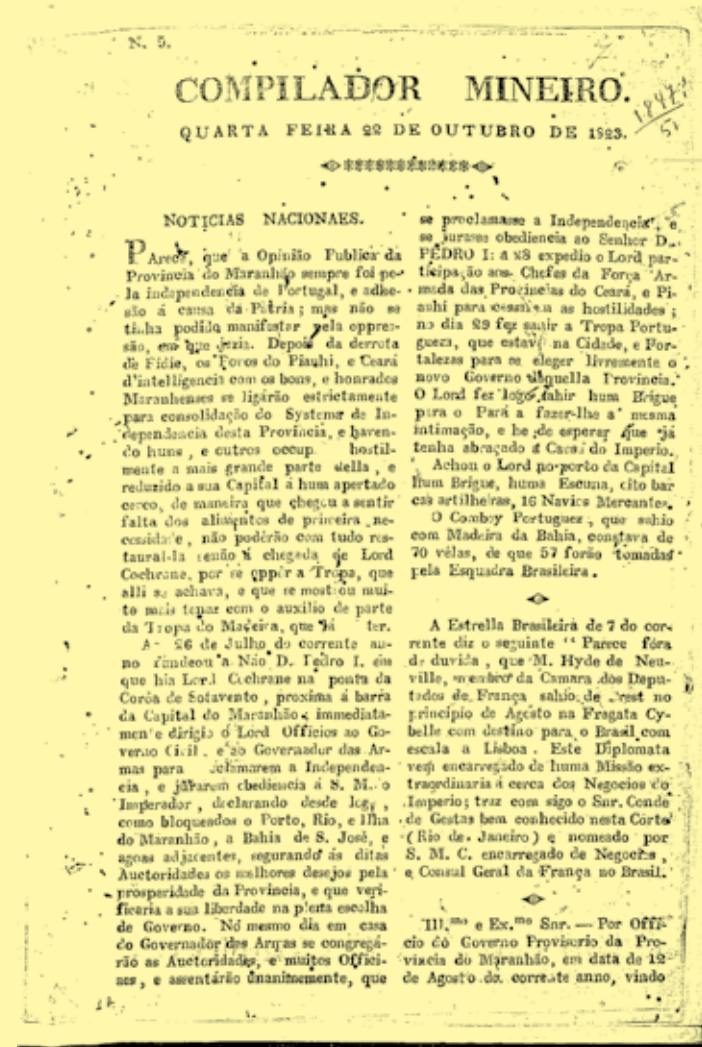 N. 5.
7
COMPILADOR MINEIRO.
1847
51
QUARTA FEIRA 22 DE OUTUBRO DE 1823.
NOTICIAS NACIONAES.
PArece, que a Opinião Publica da
Provincia do Maranhão sempre foi pe-
la independencia de Portugal, e adhe-
são á causa da Patria; mas não se
tinha podido manifestar pela oppres-
são, em que jazia. Depois da derrota
de Fidie, os Povos do Piauhi, e Ceará
d'intelligencia com os bons, e honrados
Maranhenses se ligárão estrictamente
para consolidação do Systema de In-
dependencia desta Provincia, e haven-
do huns, e outros occup hostil-
mente a mais grande parte della, e
reduzido a sua Capital á hum apertado
cerco, de maneira que chegou a sentir
falta dos alimentos de primeira ne-
cessidade, não podérão com tudo res-
taural-la senão á chegada de Lord
Cochrane, por se oppôr a Tropa, que
alli se achava, e que se mostrou mui-
to mais tenaz com o auxilio de parte
da Tropa do Madeira, que lá ter.
A 26 de Julho do corrente an-
no fundeou a Náo D. Pedro I. em
que hia Lord Cochrane na ponta da
Corôa de Sotavento, proxima á barra
da Capital do Maranhão; immediata-
mente dirigio o Lord Officios ao Go-
verno Civil, e ao Governador das Ar-
mas para clamarem a Independen-
cia, e jurarem obediencia á S. M. o
Imperador, declarando desde logo,
como bloqueados o Porto, Rio, e Ilha
do Maranhão, a Bahia de S. José, e
agoas adjacentes, segurando ás ditas
Auctoridades os melhores desejos pela
prosperidade da Provincia, e que veri-
ficaria a sua liberdade na plena escolha
de Governo. No mesmo dia em casa
do Governador das Armas se congregá-
rão as Auctoridades, e muitos Offici-
aes, e assentárão unanimemente, que
se proclamasse a Independencia, e
se jurasse obediencia ao Senhor D.
PEDRO I: a 28 expedio o Lord par-
ticipação aos Chefes da Força Ar-
mada das Provincias do Ceará, e Pi-
auhi para cessarem as hostilidades;
no dia 29 fez sahir a Tropa Portu-
gueza, que estava na Cidade, e For-
talezas para se eleger livremente o
novo Governo daquella Provincia.
O Lord fez logo sahir hum Brigue
para o Pará a fazer-lhe a mesma
intimação, e he de esperar que já
tenha abraçado a Causa do Imperio.
Achou o Lord no porto da Capital
hum Brigue, huma Escuna, oito bar
cas artilheiras, 16 Navios Mercantes.
O Comboy Portuguez, que sahio
com Madeira da Bahia, constava de
70 vélas, de que 57 forão tomadas
pela Esquadra Brasileira.
A Estrella Brasileira de 7 do cor-
rente diz o seguinte "Parece fóra
de duvida, que M. Hyde de Neu-
ville, membro da Camara dos Depu-
tados de França sahio de Brest no
principio de Agosto na Fragata Cy-
belle com destino para o Brasil com
escala a Lisboa. Este Diplomata
vem encarregado de huma Missão ex-
traordinaria á cerca dos Negocios do
Imperio; traz com sigo o Snr. Conde
de Gestas bem conhecido nesta Côrte
(Rio de Janeiro) e nomeado por
S. M. C. encarregado de Negocios,
e Consul Geral da França no Brasil.
Ill.mo e Ex.mo Snr. — Por Offi-
cio do Governo Provisorio da Pro-
vincia do Maranhão, em data de 12
de Agosto do corrente anno, vindo